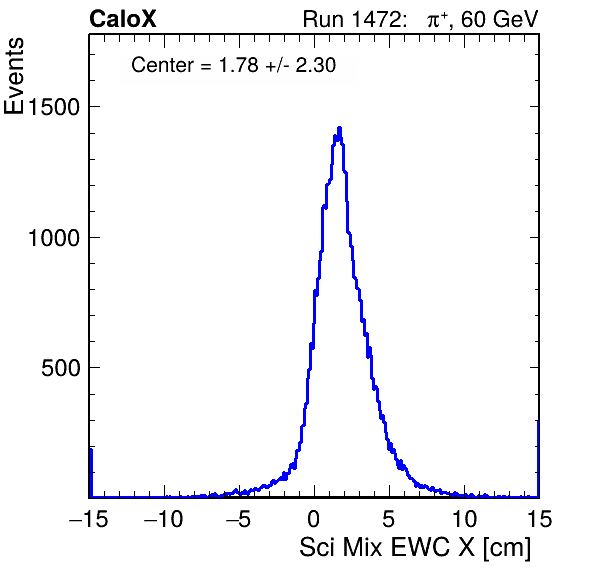 CaloX
Run 1472: π⁺, 60 GeV
Center = 1.78 +/- 2.30
Events
1500
1000
500
−15 −10 −5 0 5 10 15
Sci Mix EWC X [cm]